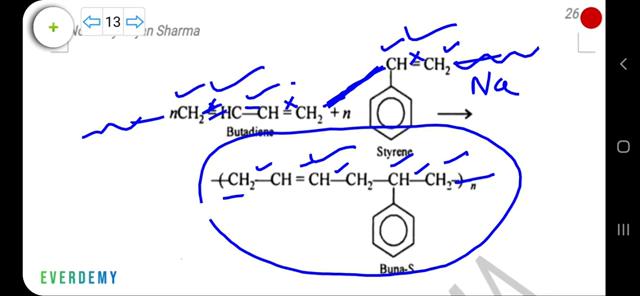 13
Sharma
26
CH=CH₂
Na
nCH₂=HC=CH=CH₂ + n
Butadiene
Styrene
-(CH₂-CH=CH-CH₂-CH-CH₂-)n
Buna-S
EVERDEMY